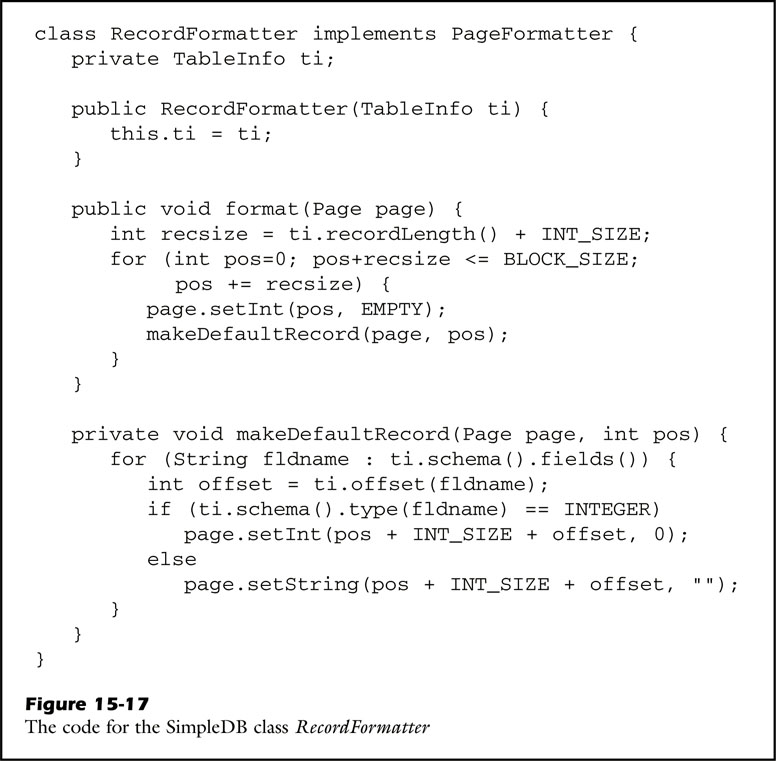 class RecordFormatter implements PageFormatter {
   private TableInfo ti;

   public RecordFormatter(TableInfo ti) {
      this.ti = ti;
   }

   public void format(Page page) {
      int recsize = ti.recordLength() + INT_SIZE;
      for (int pos=0; pos+recsize <= BLOCK_SIZE;
           pos += recsize) {
         page.setInt(pos, EMPTY);
         makeDefaultRecord(page, pos);
      }
   }

   private void makeDefaultRecord(Page page, int pos) {
      for (String fldname : ti.schema().fields()) {
         int offset = ti.offset(fldname);
         if (ti.schema().type(fldname) == INTEGER)
            page.setInt(pos + INT_SIZE + offset, 0);
         else
            page.setString(pos + INT_SIZE + offset, "");
      }
   }
}
Figure 15-17
The code for the SimpleDB class RecordFormatter